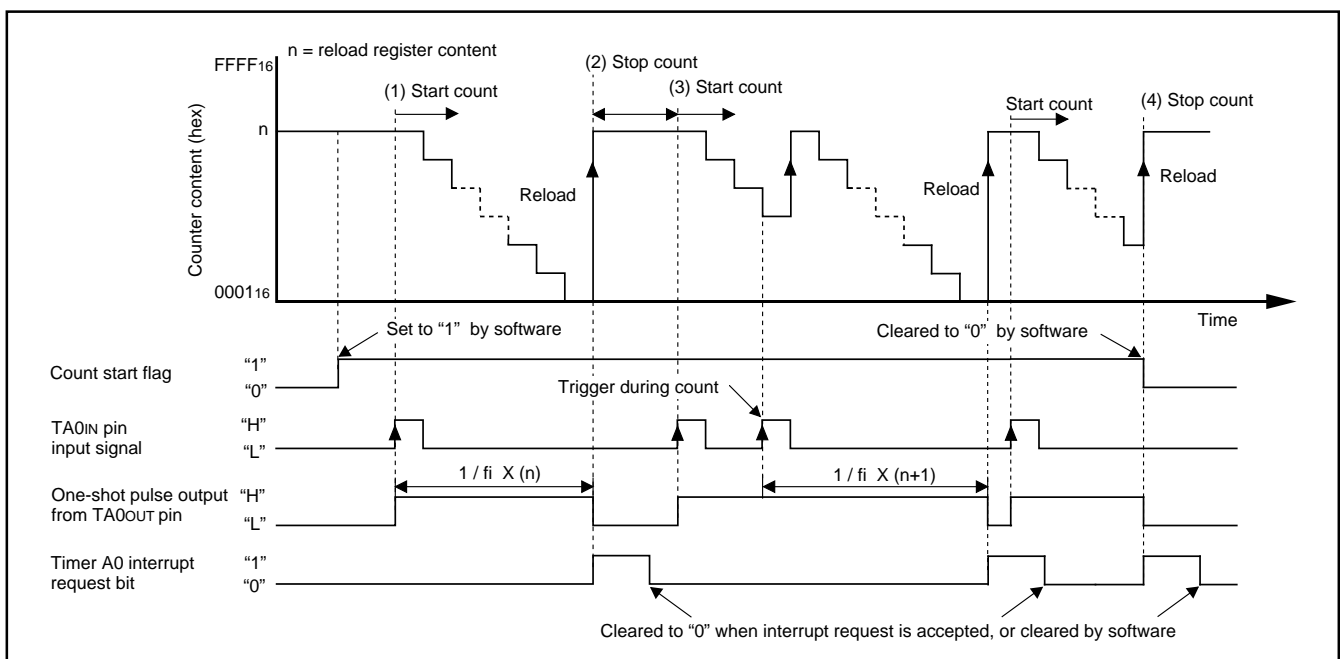 n = reload register content
FFFF16
(2) Stop count
(1) Start count
(3) Start count
Start count
(4) Stop count
n
Counter content (hex)
Reload
Reload
Reload
000116
Time
Set to “1” by software
Cleared to “0” by software
Count start flag
“1”
“0”
Trigger during count
TA0IN pin
input signal
“H”
“L”
1 / fi X (n)
1 / fi X (n+1)
One-shot pulse output
from TA0OUT pin
“H”
“L”
Timer A0 interrupt
request bit
“1”
“0”
Cleared to “0” when interrupt request is accepted, or cleared by software